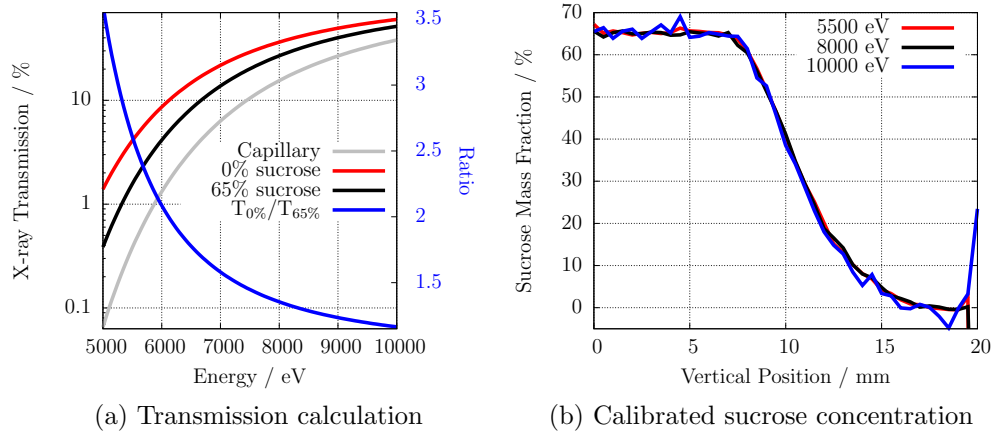 X-ray Transmission / %
10
1
0.1
5000 6000 7000 8000 9000 10000
Energy / eV
3.5
3
2.5
2
1.5
Ratio
Capillary
0% sucrose
65% sucrose
T0%/T65%
(a) Transmission calculation
Sucrose Mass Fraction / %
70
60
50
40
30
20
10
0
0 5 10 15 20
Vertical Position / mm
5500 eV
8000 eV
10000 eV
(b) Calibrated sucrose concentration